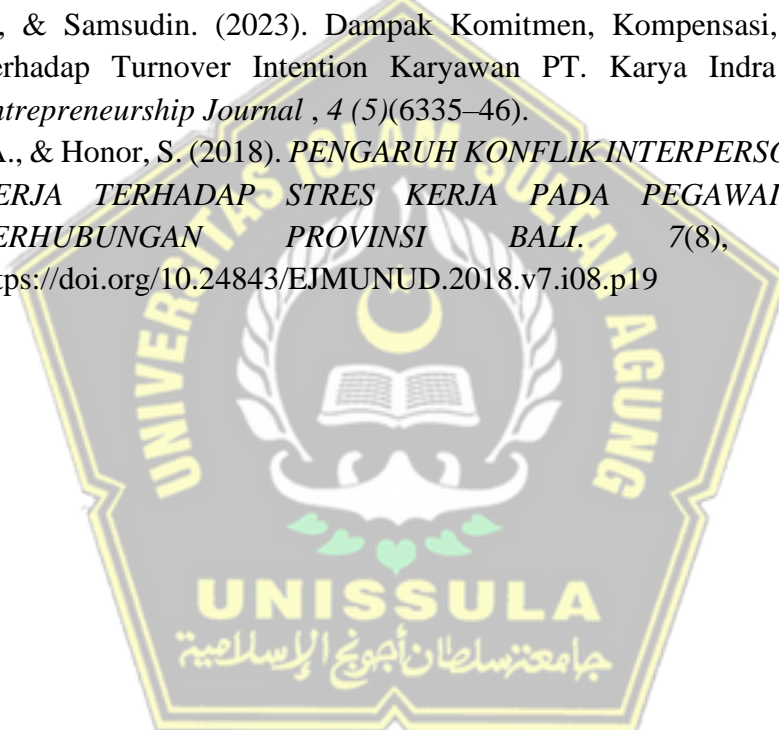 , & Samsudin. (2023). Dampak Komitmen, Kompensasi,
erhadap Turnover Intention Karyawan PT. Karya Indra
ntrepreneurship Journal , 4 (5)(6335–46).
A., & Honor, S. (2018). PENGARUH KONFLIK INTERPERSO
ERJA TERHADAP STRES KERJA PADA PEGAWAI
ERHUBUNGAN PROVINSI BALI. 7(8),
tps://doi.org/10.24843/EJMUNUD.2018.v7.i08.p19
UNIVERSITAS ISLAM SULTAN AGUNG
UNISSULA
جامعتنسلطان أجونج الإسلامية